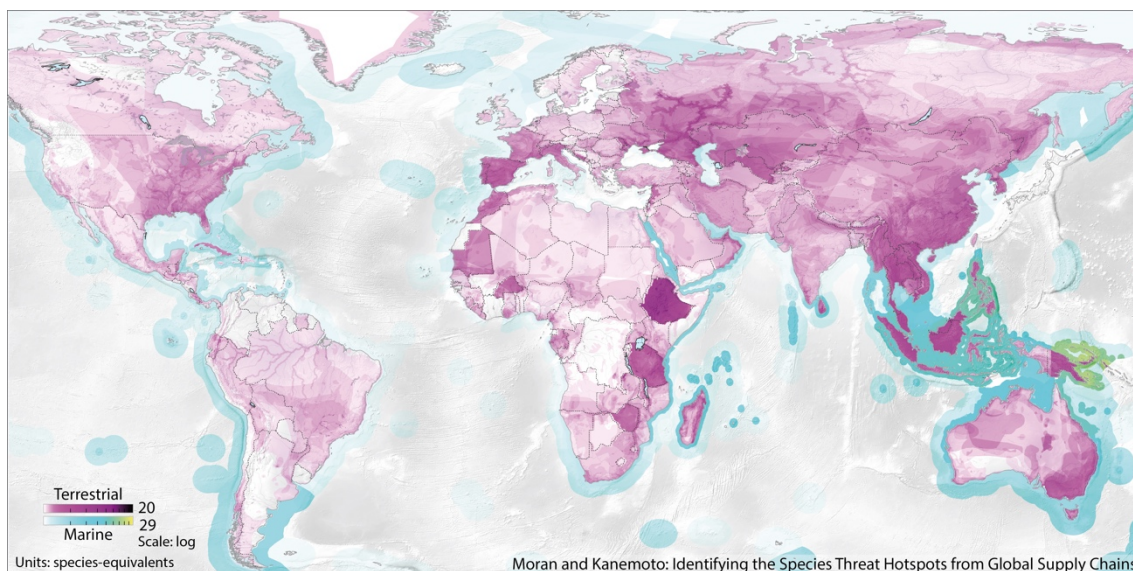 Terrestrial
20
29
Marine
Scale: log
Units: species-equivalents
Moran and Kanemoto: Identifying the Species Threat Hotspots from Global Supply Chains